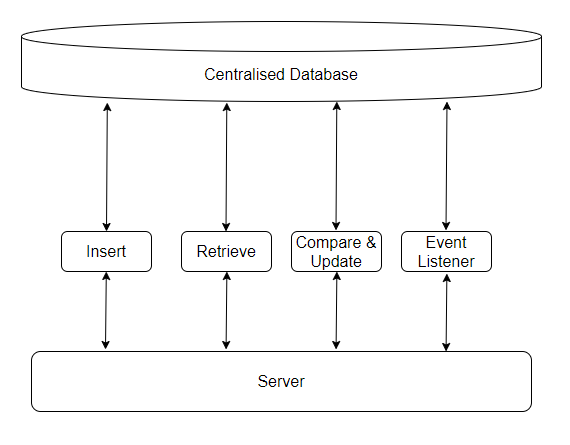 Centralised Database
Insert
Retrieve
Compare &
Update
Event
Listener
Server